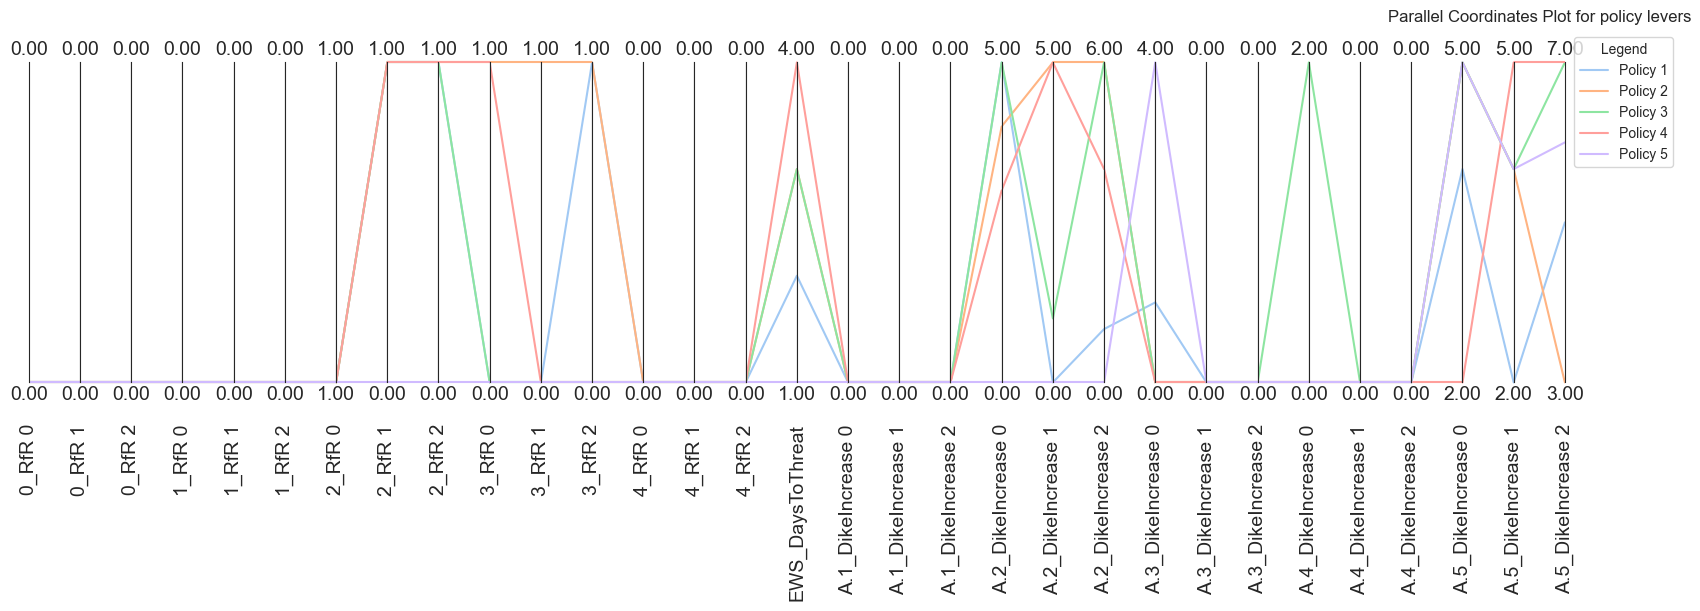 Parallel Coordinates Plot for policy levers
0.00 0.00 0.00 0.00 0.00 0.00 1.00 1.00 1.00 1.00 1.00 1.00 0.00 0.00 0.00 4.00 0.00 0.00 0.00 5.00 5.00 6.00 4.00 0.00 0.00 2.00 0.00 0.00 5.00 5.00 7.00
Legend
Policy 1
Policy 2
Policy 3
Policy 4
Policy 5
0.00 0.00 0.00 0.00 0.00 0.00 1.00 0.00 0.00 0.00 0.00 0.00 0.00 0.00 0.00 1.00 0.00 0.00 0.00 0.00 0.00 0.00 0.00 0.00 0.00 0.00 0.00 0.00 2.00 2.00 3.00
0_RfR 0
0_RfR 1
0_RfR 2
1_RfR 0
1_RfR 1
1_RfR 2
2_RfR 0
2_RfR 1
2_RfR 2
3_RfR 0
3_RfR 1
3_RfR 2
4_RfR 0
4_RfR 1
4_RfR 2
EWS_DaysToThreat
A.1_DikeIncrease 0
A.1_DikeIncrease 1
A.1_DikeIncrease 2
A.2_DikeIncrease 0
A.2_DikeIncrease 1
A.2_DikeIncrease 2
A.3_DikeIncrease 0
A.3_DikeIncrease 1
A.3_DikeIncrease 2
A.4_DikeIncrease 0
A.4_DikeIncrease 1
A.4_DikeIncrease 2
A.5_DikeIncrease 0
A.5_DikeIncrease 1
A.5_DikeIncrease 2